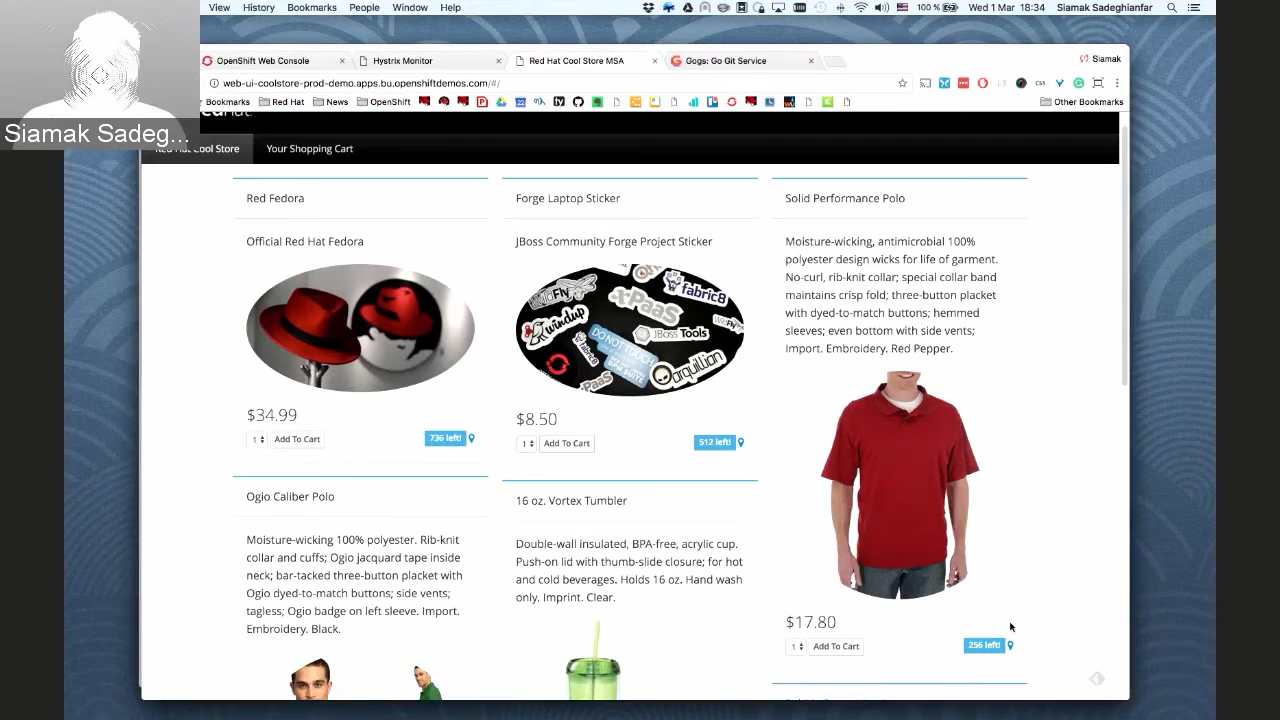 View History Bookmarks People Window Help 100 % Wed 1 Mar 18:34 Siamak Sadeghianfar
OpenShift Web Console × Hystrix Monitor × Red Hat Cool Store MSA × Gogs: Go Git Service × Siamak
web-ui-coolstore-prod-demo.apps.bu.openshiftdemos.com/#/
Bookmarks Red Hat News OpenShift Other Bookmarks
Siamak Sadeg...
Red Hat Cool Store Your Shopping Cart
Red Fedora
Official Red Hat Fedora
$34.99
1 Add To Cart 736 left!
Forge Laptop Sticker
JBoss Community Forge Project Sticker
WildFly
fabric8
xPaaS
windup
JBoss Tools
DO NOT TOUCH
arquillian
$8.50
1 Add To Cart 512 left!
Solid Performance Polo
Moisture-wicking, antimicrobial 100%
polyester design wicks for life of garment.
No-curl, rib-knit collar; special collar band
maintains crisp fold; three-button placket
with dyed-to-match buttons; hemmed
sleeves; even bottom with side vents;
Import. Embroidery. Red Pepper.
$17.80
1 Add To Cart 256 left!
Ogio Caliber Polo
Moisture-wicking 100% polyester. Rib-knit
collar and cuffs; Ogio jacquard tape inside
neck; bar-tacked three-button placket with
Ogio dyed-to-match buttons; side vents;
tagless; Ogio badge on left sleeve. Import.
Embroidery. Black.
16 oz. Vortex Tumbler
Double-wall insulated, BPA-free, acrylic cup.
Push-on lid with thumb-slide closure; for hot
and cold beverages. Holds 16 oz. Hand wash
only. Imprint. Clear.